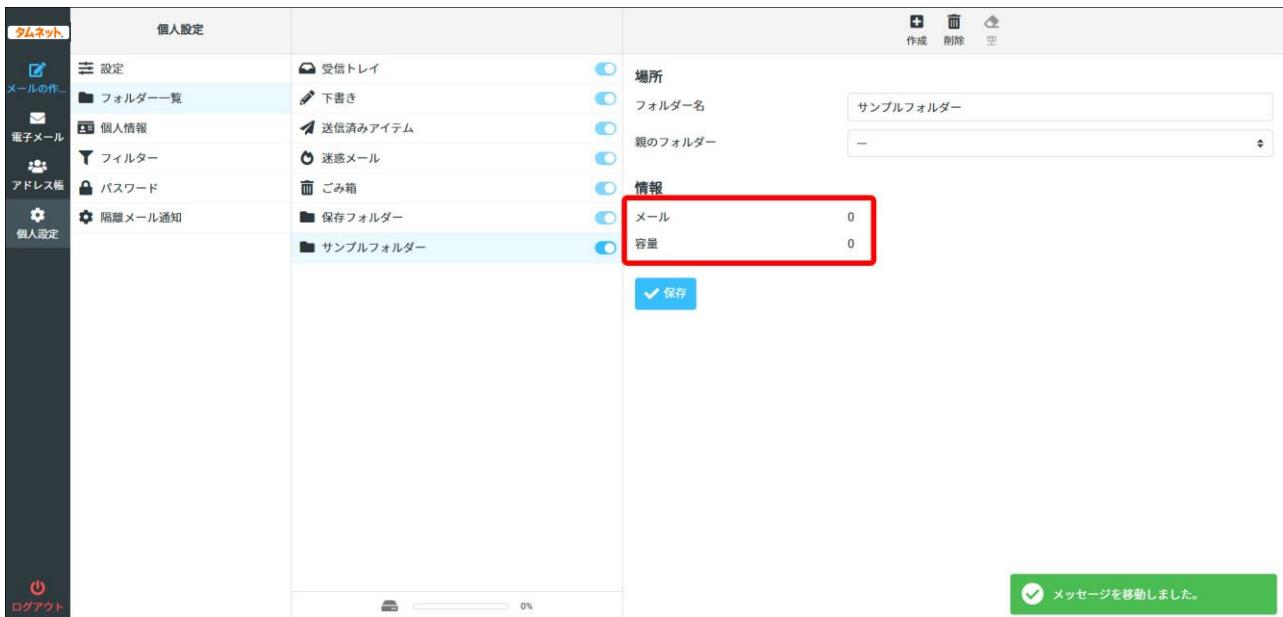 タムネット.
メールの作...
電子メール
アドレス帳
個人設定
ログアウト
個人設定
設定
フォルダー一覧
個人情報
フィルター
パスワード
隔離メール通知
受信トレイ
下書き
送信済みアイテム
迷惑メール
ごみ箱
保存フォルダー
サンプルフォルダー
0%
作成 削除 空
場所
フォルダー名 サンプルフォルダー
親のフォルダー ---
情報
メール 0
容量 0
保存
メッセージを移動しました。